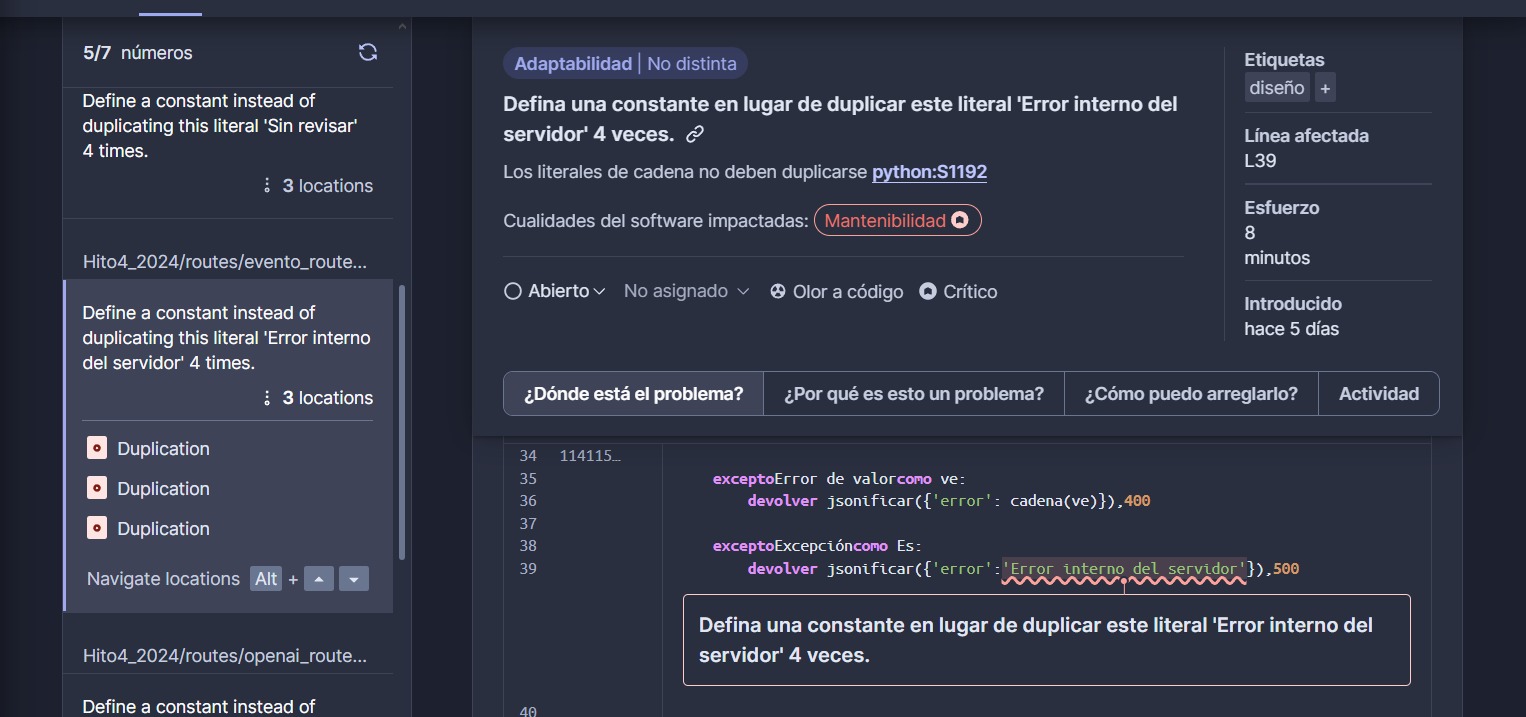 5/7 números
Define a constant instead of
duplicating this literal 'Sin revisar'
4 times.
3 locations
Hito4_2024/routes/evento_route...
Define a constant instead of
duplicating this literal 'Error interno
del servidor' 4 times.
3 locations
Duplication
Duplication
Duplication
Navigate locations Alt +
Hito4_2024/routes/openai_route...
Define a constant instead of
Adaptabilidad | No distinta
Defina una constante en lugar de duplicar este literal 'Error interno del
servidor' 4 veces.
Los literales de cadena no deben duplicarse python:S1192
Cualidades del software impactadas: Mantenibilidad
Abierto No asignado Olor a código Crítico
Etiquetas
diseño +
Línea afectada
L39
Esfuerzo
8
minutos
Introducido
hace 5 días
¿Dónde está el problema? ¿Por qué es esto un problema? ¿Cómo puedo arreglarlo? Actividad
34 114115…
35 exceptoError de valorcomo ve:
36 devolver jsonificar({'error': cadena(ve)}),400
37
38 exceptoExcepcióncomo Es:
39 devolver jsonificar({'error':'Error interno del servidor'}),500
Defina una constante en lugar de duplicar este literal 'Error interno del
servidor' 4 veces.
40